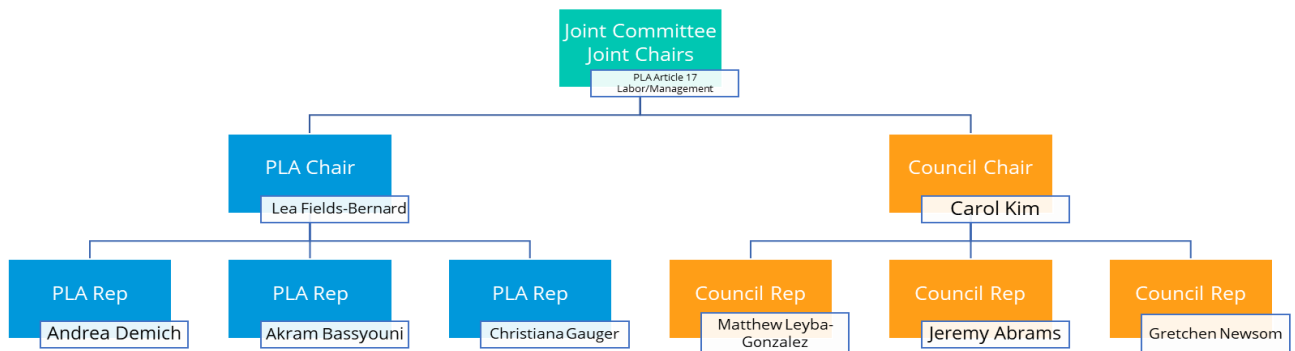 Joint Committee
Joint Chairs
PLA Article 17
Labor/Management
PLA Chair
Lea Fields-Bernard
Council Chair
Carol Kim
PLA Rep
Andrea Demich
PLA Rep
Akram Bassyouni
PLA Rep
Christiana Gauger
Council Rep
Matthew Leyba-
Gonzalez
Council Rep
Jeremy Abrams
Council Rep
Gretchen Newsom